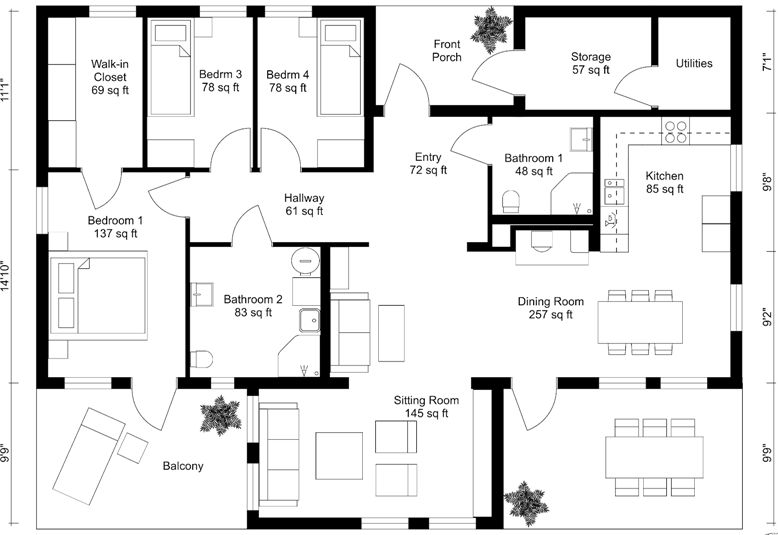 Walk-in
Closet
69 sq ft
Bedrm 3
78 sq ft
Bedrm 4
78 sq ft
Front
Porch
Storage
57 sq ft
Utilities
11'1"
7'1"
Entry
72 sq ft
Bathroom 1
48 sq ft
Kitchen
85 sq ft
9'8"
Hallway
61 sq ft
Bedroom 1
137 sq ft
14'10"
Bathroom 2
83 sq ft
Dining Room
257 sq ft
9'2"
Sitting Room
145 sq ft
Balcony
9'9"
9'9"